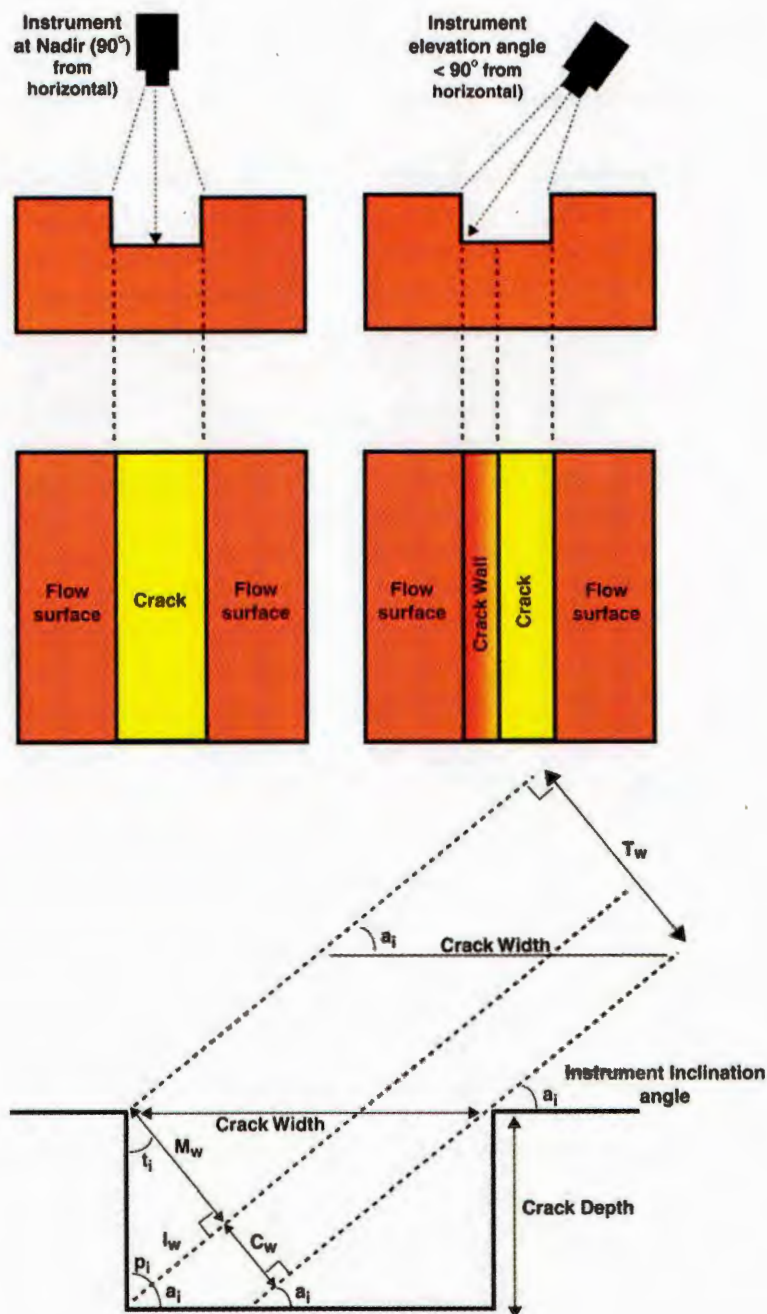 Instrument
at Nadir (90°)
from
horizontal)
Instrument
elevation angle
< 90° from
horizontal)
Flow
surface
Crack
Flow
surface
Flow
surface
Crack Wall
Crack
Flow
surface
Tw
ai
Crack Width
Instrument Inclination
angle
ai
Crack Width
Mw
ti
Crack Depth
Iw
Cw
pi
ai
ai